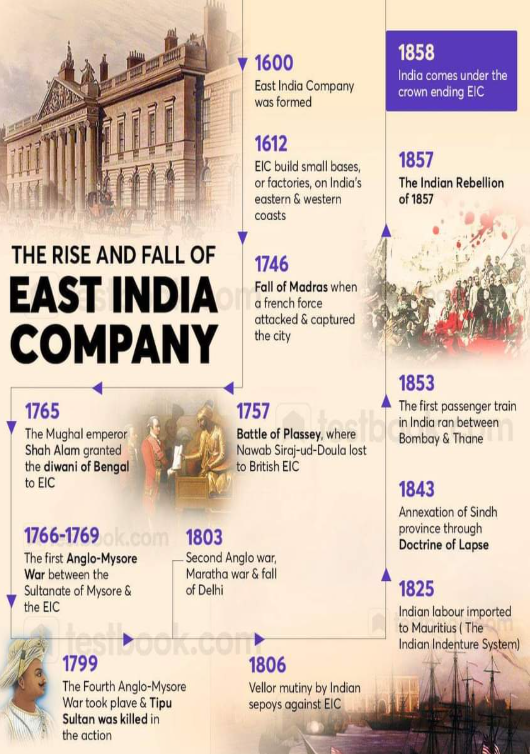 THE RISE AND FALL OF
EAST INDIA
COMPANY
1600
East India Company
was formed
1612
EIC build small bases,
or factories, on India's
eastern & western
coasts
1746
Fall of Madras when
a french force
attacked & captured
the city
1757
Battle of Plassey, where
Nawab Siraj-ud-Doula lost
to British EIC
1765
The Mughal emperor
Shah Alam granted
the diwani of Bengal
to EIC
1766-1769
The first Anglo-Mysore
War between the
Sultanate of Mysore &
the EIC
1799
The Fourth Anglo-Mysore
War took plave & Tipu
Sultan was killed in
the action
1803
Second Anglo war,
Maratha war & fall
of Delhi
1806
Vellor mutiny by Indian
sepoys against EIC
1825
Indian labour imported
to Mauritius ( The
Indian Indenture System)
1843
Annexation of Sindh
province through
Doctrine of Lapse
1853
The first passenger train
in India ran between
Bombay & Thane
1857
The Indian Rebellion
of 1857
1858
India comes under the
crown ending EIC
testbook.com